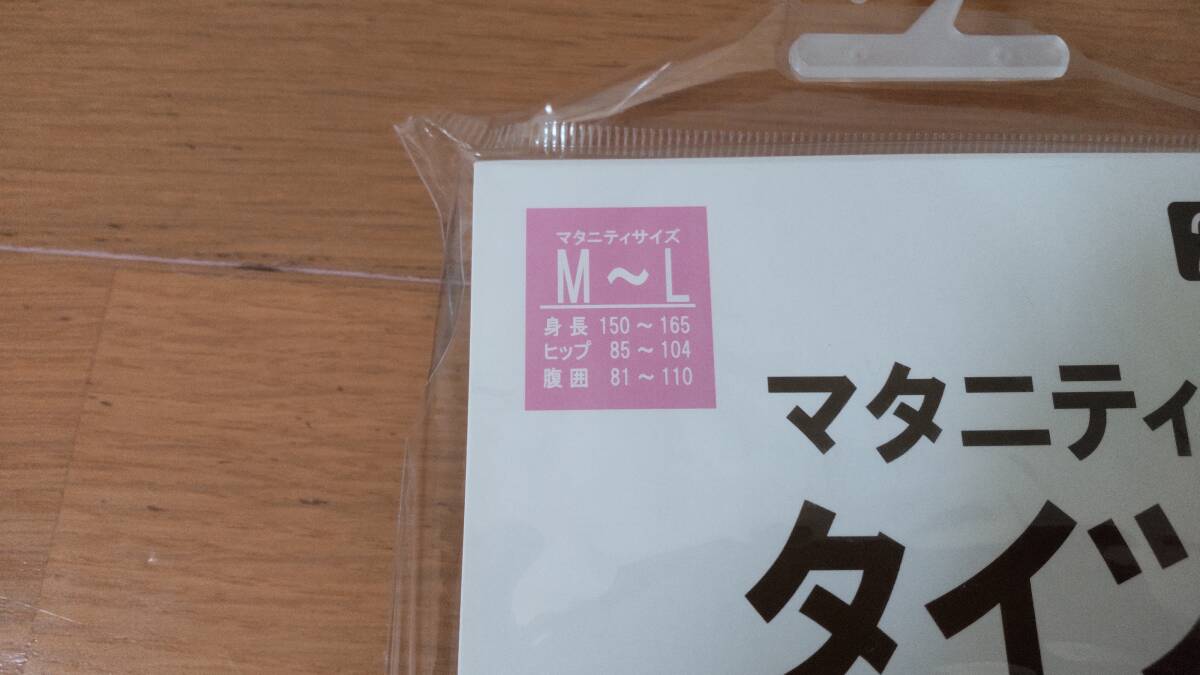 マタニティサイズ
M～L
身長 150～165
ヒップ 85～104
腹囲 81～110
マタニティ
タイツ